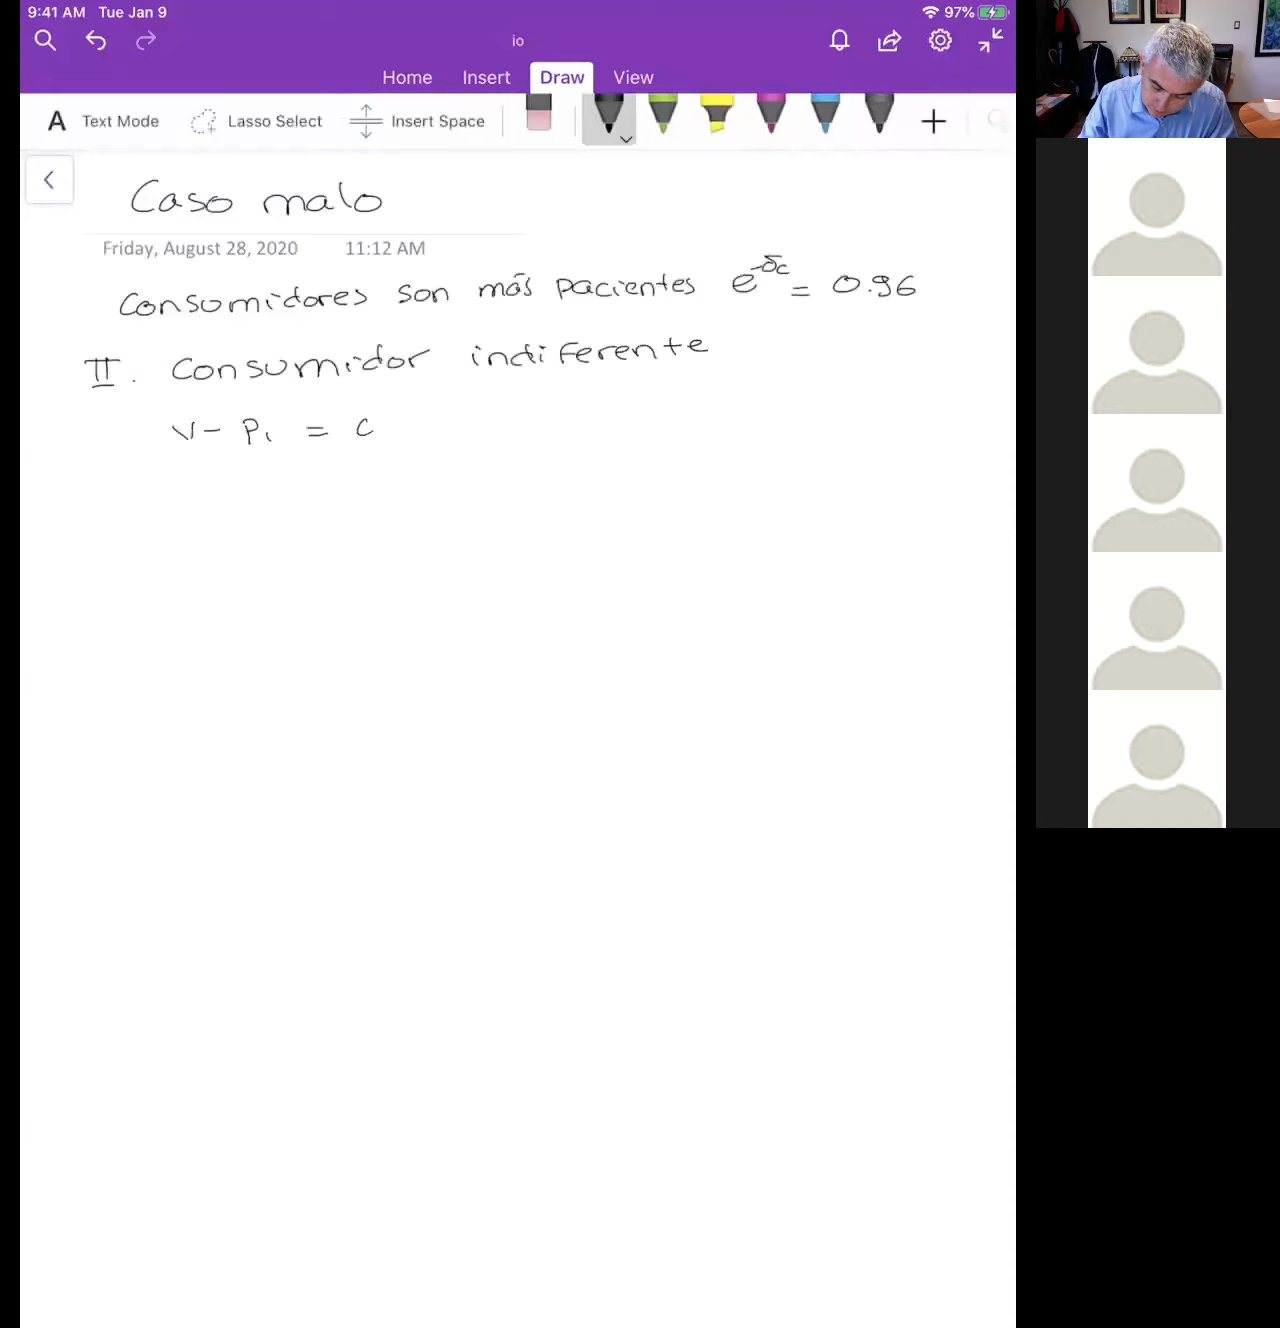 9:41 AM Tue Jan 9
97%
io
Home Insert Draw View
A Text Mode Lasso Select Insert Space
Caso malo
Friday, August 28, 2020 11:12 AM
Consumidores son más pacientes e^-δc = 0.96
II. Consumidor indiferente
V - P₁ = C